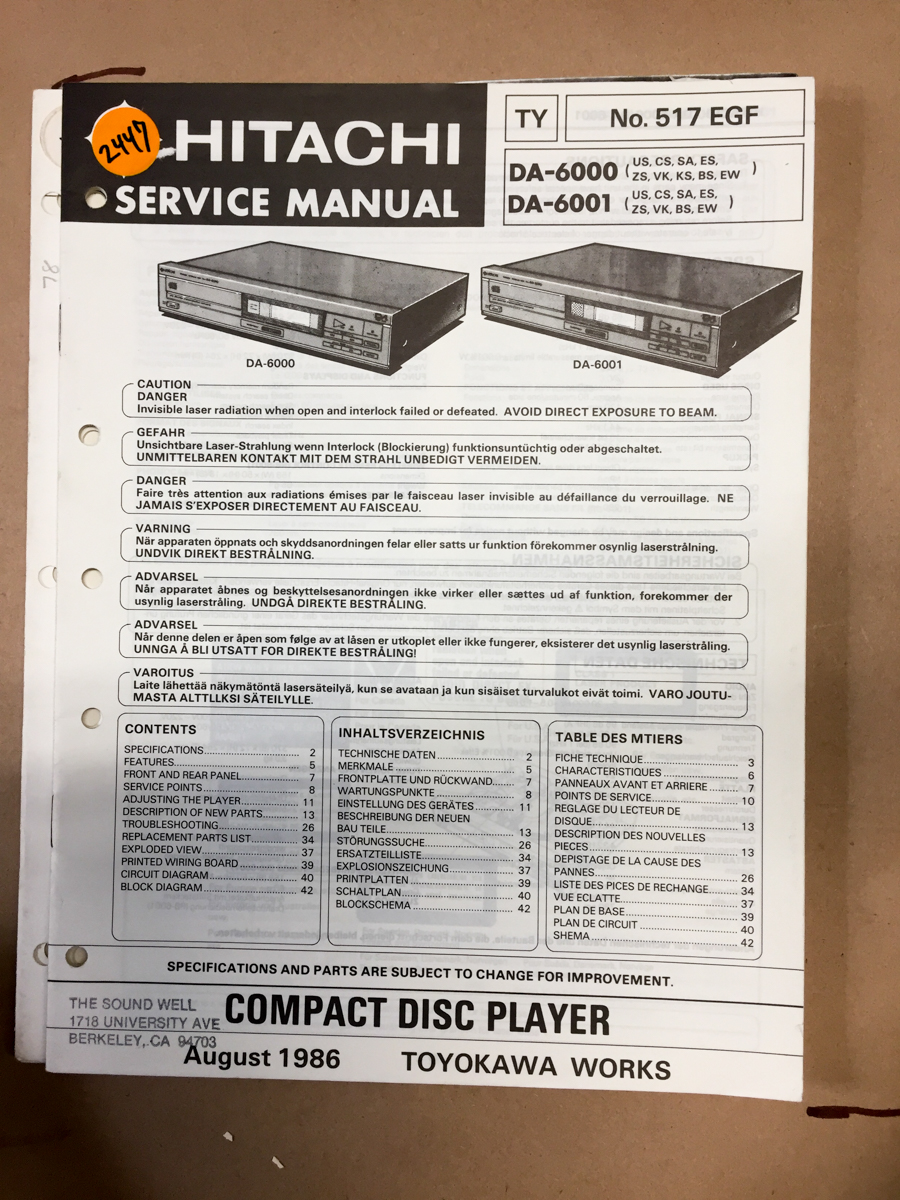 2447
HITACHI
SERVICE MANUAL
TY
No. 517 EGF
DA-6000 (US, CS, SA, ES, ZS, VK, KS, BS, EW)
DA-6001 (US, CS, SA, ES, ZS, VK, BS, EW)
78
DA-6000
DA-6001
CAUTION
DANGER
Invisible laser radiation when open and interlock failed or defeated. AVOID DIRECT EXPOSURE TO BEAM.
GEFAHR
Unsichtbare Laser-Strahlung wenn Interlock (Blockierung) funktionsuntüchtig oder abgeschaltet.
UNMITTELBAREN KONTAKT MIT DEM STRAHL UNBEDIGT VERMEIDEN.
DANGER
Faire très attention aux radiations émises par le faisceau laser invisible au défaillance du verrouillage. NE
JAMAIS S'EXPOSER DIRECTEMENT AU FAISCEAU.
VARNING
När apparaten öppnats och skyddsanordningen felar eller satts ur funktion förekommer osynlig laserstrålning.
UNDVIK DIREKT BESTRÅLNING.
ADVARSEL
Når apparatet åbnes og beskyttelsesanordningen ikke virker eller sættes ud af funktion, forekommer der
usynlig laserstråling. UNDGÅ DIREKTE BESTRÅLING.
ADVARSEL
Når denne delen er åpen som følge av at låsen er utkoplet eller ikke fungerer, eksisterer det usynlig laserstråling.
UNNGA Å BLI UTSATT FOR DIREKTE BESTRÅLING!
VAROITUS
Laite lähettää näkymätöntä lasersäteilyä, kun se avataan ja kun sisäiset turvalukot eivät toimi. VARO JOUTU-
MASTA ALTTLLKSI SÄTEILYLLE.
CONTENTS
SPECIFICATIONS 2
FEATURES 5
FRONT AND REAR PANEL 7
SERVICE POINTS 8
ADJUSTING THE PLAYER 11
DESCRIPTION OF NEW PARTS 13
TROUBLESHOOTING 26
REPLACEMENT PARTS LIST 34
EXPLODED VIEW 37
PRINTED WIRING BOARD 39
CIRCUIT DIAGRAM 40
BLOCK DIAGRAM 42
INHALTSVERZEICHNIS
TECHNISCHE DATEN 2
MERKMALE 5
FRONTPLATTE UND RÜCKWAND 7
WARTUNGSPUNKTE 8
EINSTELLUNG DES GERÄTES 11
BESCHREIBUNG DER NEUEN
BAU TEILE 13
STÖRUNGSSUCHE 26
ERSATZTEILLISTE 34
EXPLOSIONSZEICHUNG 37
PRINTPLATTEN 39
SCHALTPLAN 40
BLOCKSCHEMA 42
TABLE DES MTIERS
FICHE TECHNIQUE 3
CHARACTERISTIQUES 6
PANNEAUX AVANT ET ARRIERE 7
POINTS DE SERVICE 10
REGLAGE DU LECTEUR DE
DISQUE 13
DESCRIPTION DES NOUVELLES
PIECES 13
DEPISTAGE DE LA CAUSE DES
PANNES 26
LISTE DES PICES DE RECHANGE 34
VUE ECLATTE 37
PLAN DE BASE 39
PLAN DE CIRCUIT 40
SHEMA 42
SPECIFICATIONS AND PARTS ARE SUBJECT TO CHANGE FOR IMPROVEMENT.
THE SOUND WELL
1718 UNIVERSITY AVE
BERKELEY, CA 94703
COMPACT DISC PLAYER
August 1986 TOYOKAWA WORKS